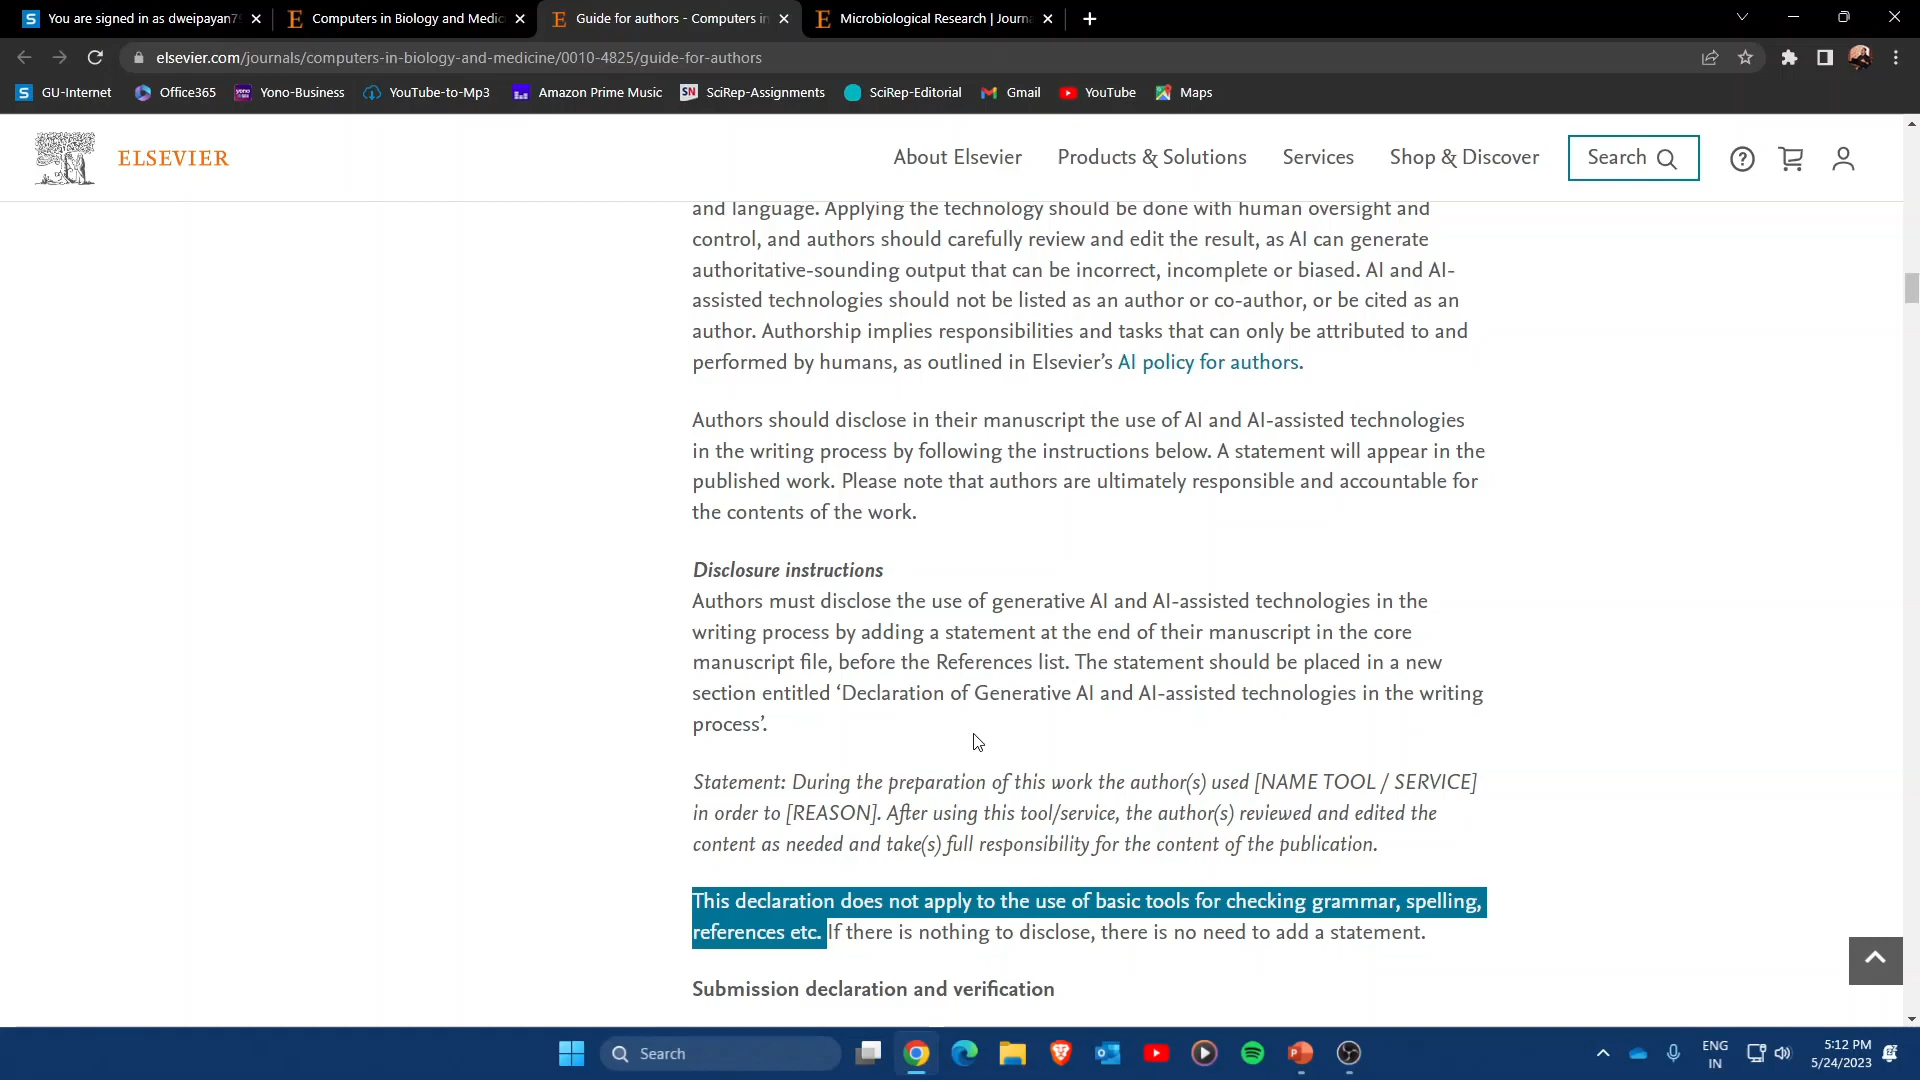 You are signed in as dweipayan7
Computers in Biology and Medic
Guide for authors - Computers in
Microbiological Research | Journa
elsevier.com/journals/computers-in-biology-and-medicine/0010-4825/guide-for-authors
GU-Internet
Office365
Yono-Business
YouTube-to-Mp3
Amazon Prime Music
SciRep-Assignments
SciRep-Editorial
Gmail
YouTube
Maps
ELSEVIER
About Elsevier
Products & Solutions
Services
Shop & Discover
Search
and language. Applying the technology should be done with human oversight and
control, and authors should carefully review and edit the result, as AI can generate
authoritative-sounding output that can be incorrect, incomplete or biased. AI and AI-
assisted technologies should not be listed as an author or co-author, or be cited as an
author. Authorship implies responsibilities and tasks that can only be attributed to and
performed by humans, as outlined in Elsevier’s AI policy for authors.
Authors should disclose in their manuscript the use of AI and AI-assisted technologies
in the writing process by following the instructions below. A statement will appear in the
published work. Please note that authors are ultimately responsible and accountable for
the contents of the work.
Disclosure instructions
Authors must disclose the use of generative AI and AI-assisted technologies in the
writing process by adding a statement at the end of their manuscript in the core
manuscript file, before the References list. The statement should be placed in a new
section entitled ‘Declaration of Generative AI and AI-assisted technologies in the writing
process’.
Statement: During the preparation of this work the author(s) used [NAME TOOL / SERVICE]
in order to [REASON]. After using this tool/service, the author(s) reviewed and edited the
content as needed and take(s) full responsibility for the content of the publication.
This declaration does not apply to the use of basic tools for checking grammar, spelling,
references etc. If there is nothing to disclose, there is no need to add a statement.
Submission declaration and verification
Search
ENG
IN
5:12 PM
5/24/2023